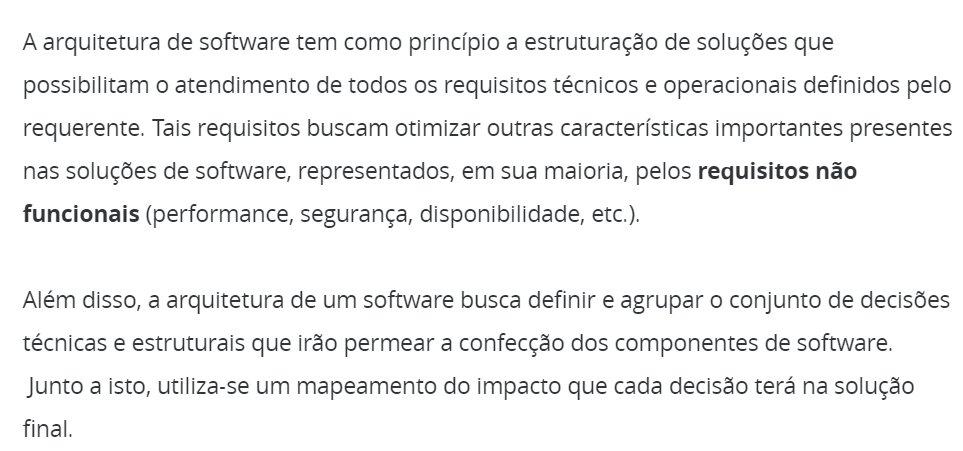 A arquitetura de software tem como princípio a estruturação de soluções que
possibilitam o atendimento de todos os requisitos técnicos e operacionais definidos pelo
requerente. Tais requisitos buscam otimizar outras características importantes presentes
nas soluções de software, representados, em sua maioria, pelos requisitos não
funcionais (performance, segurança, disponibilidade, etc.).
Além disso, a arquitetura de um software busca definir e agrupar o conjunto de decisões
técnicas e estruturais que irão permear a confecção dos componentes de software.
Junto a isto, utiliza-se um mapeamento do impacto que cada decisão terá na solução
final.